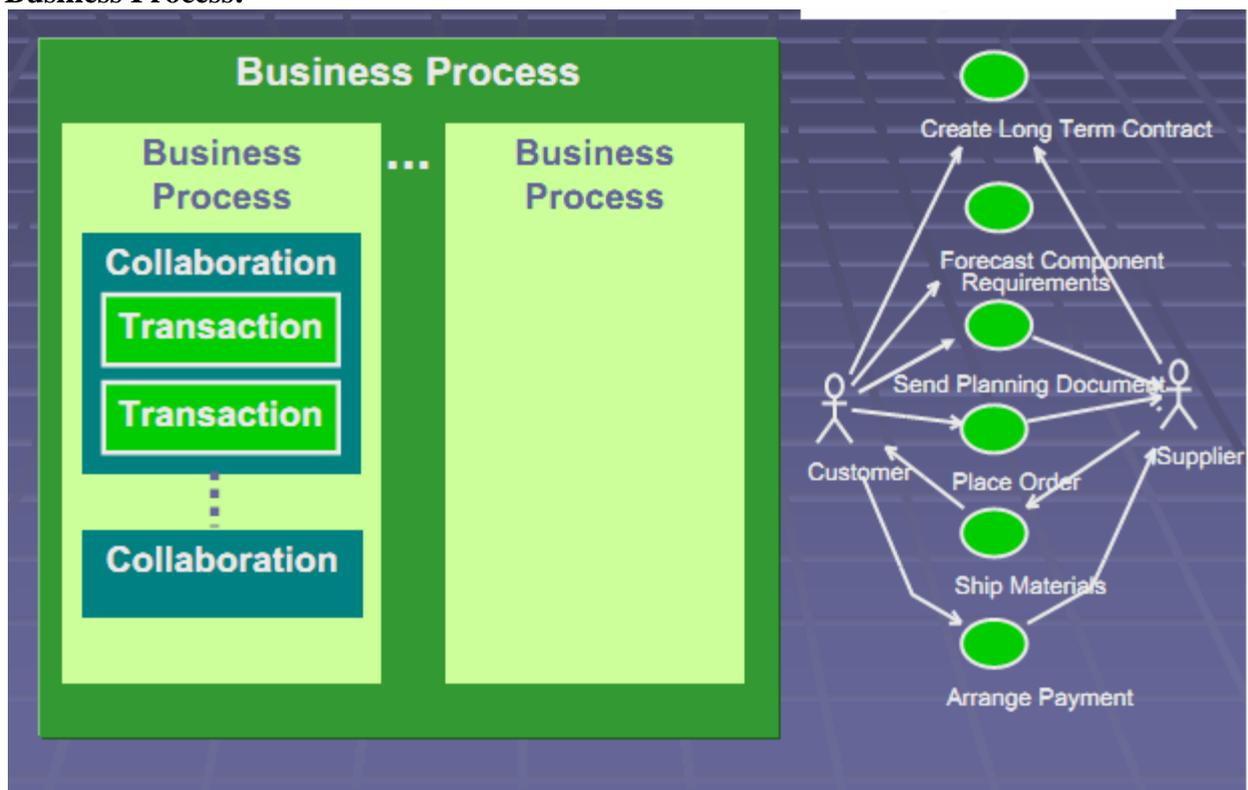 Business Process:
Business Process
Business
Process
...
Business
Process
Collaboration
Transaction
Transaction
Collaboration
Create Long Term Contract
Forecast Component
Requirements
Send Planning Document
Customer
Supplier
Place Order
Ship Materials
Arrange Payment